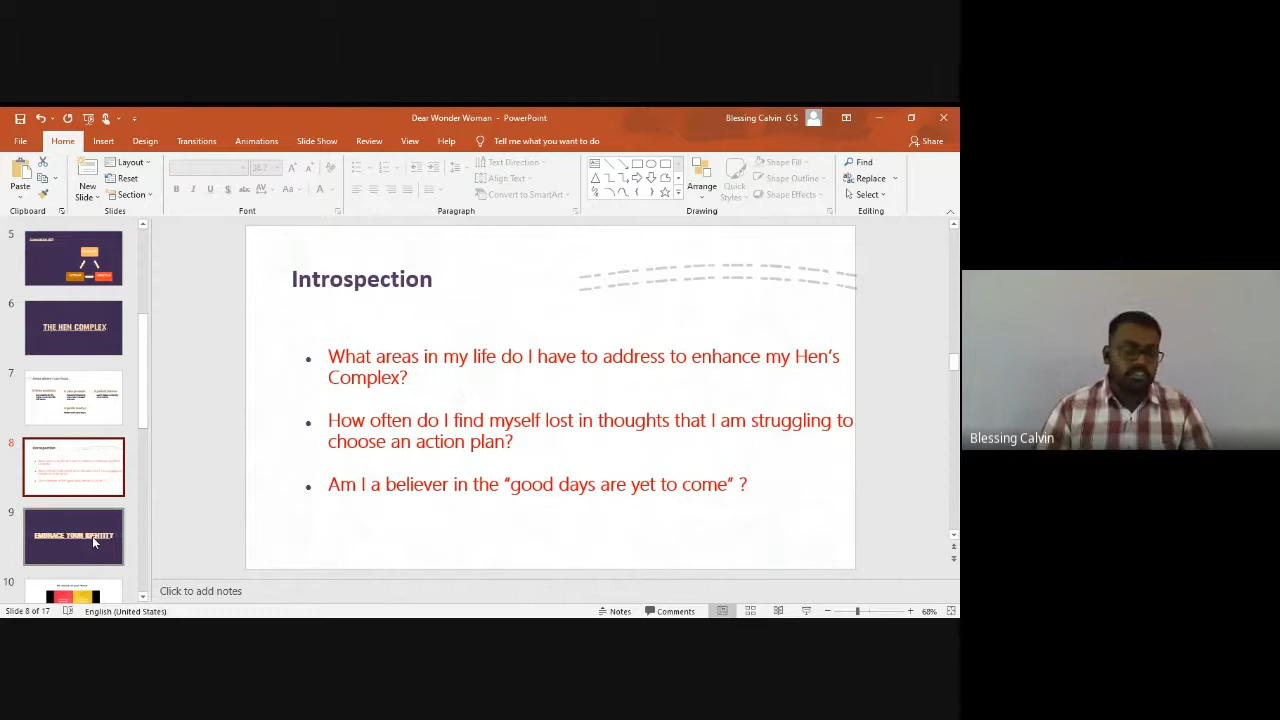 Dear Wonder Woman - PowerPoint
Blessing Calvin G S
File Home Insert Design Transitions Animations Slide Show Review View Help Tell me what you want to do
Share
Paste
New
Slide
Layout
Reset
Section
38.7
Text Direction
Align Text
Convert to SmartArt
Arrange
Quick
Styles
Shape Fill
Shape Outline
Shape Effects
Find
Replace
Select
Clipboard
Slides
Font
Paragraph
Drawing
Editing
5
6
THE HEN COMPLEX
7
8
Introspection
9
EMBRACE YOUR IDENTITY
10
Introspection
• What areas in my life do I have to address to enhance my Hen's
Complex?
• How often do I find myself lost in thoughts that I am struggling to
choose an action plan?
• Am I a believer in the “good days are yet to come” ?
Click to add notes
Slide 8 of 17
English (United States)
Notes
Comments
68%
Blessing Calvin